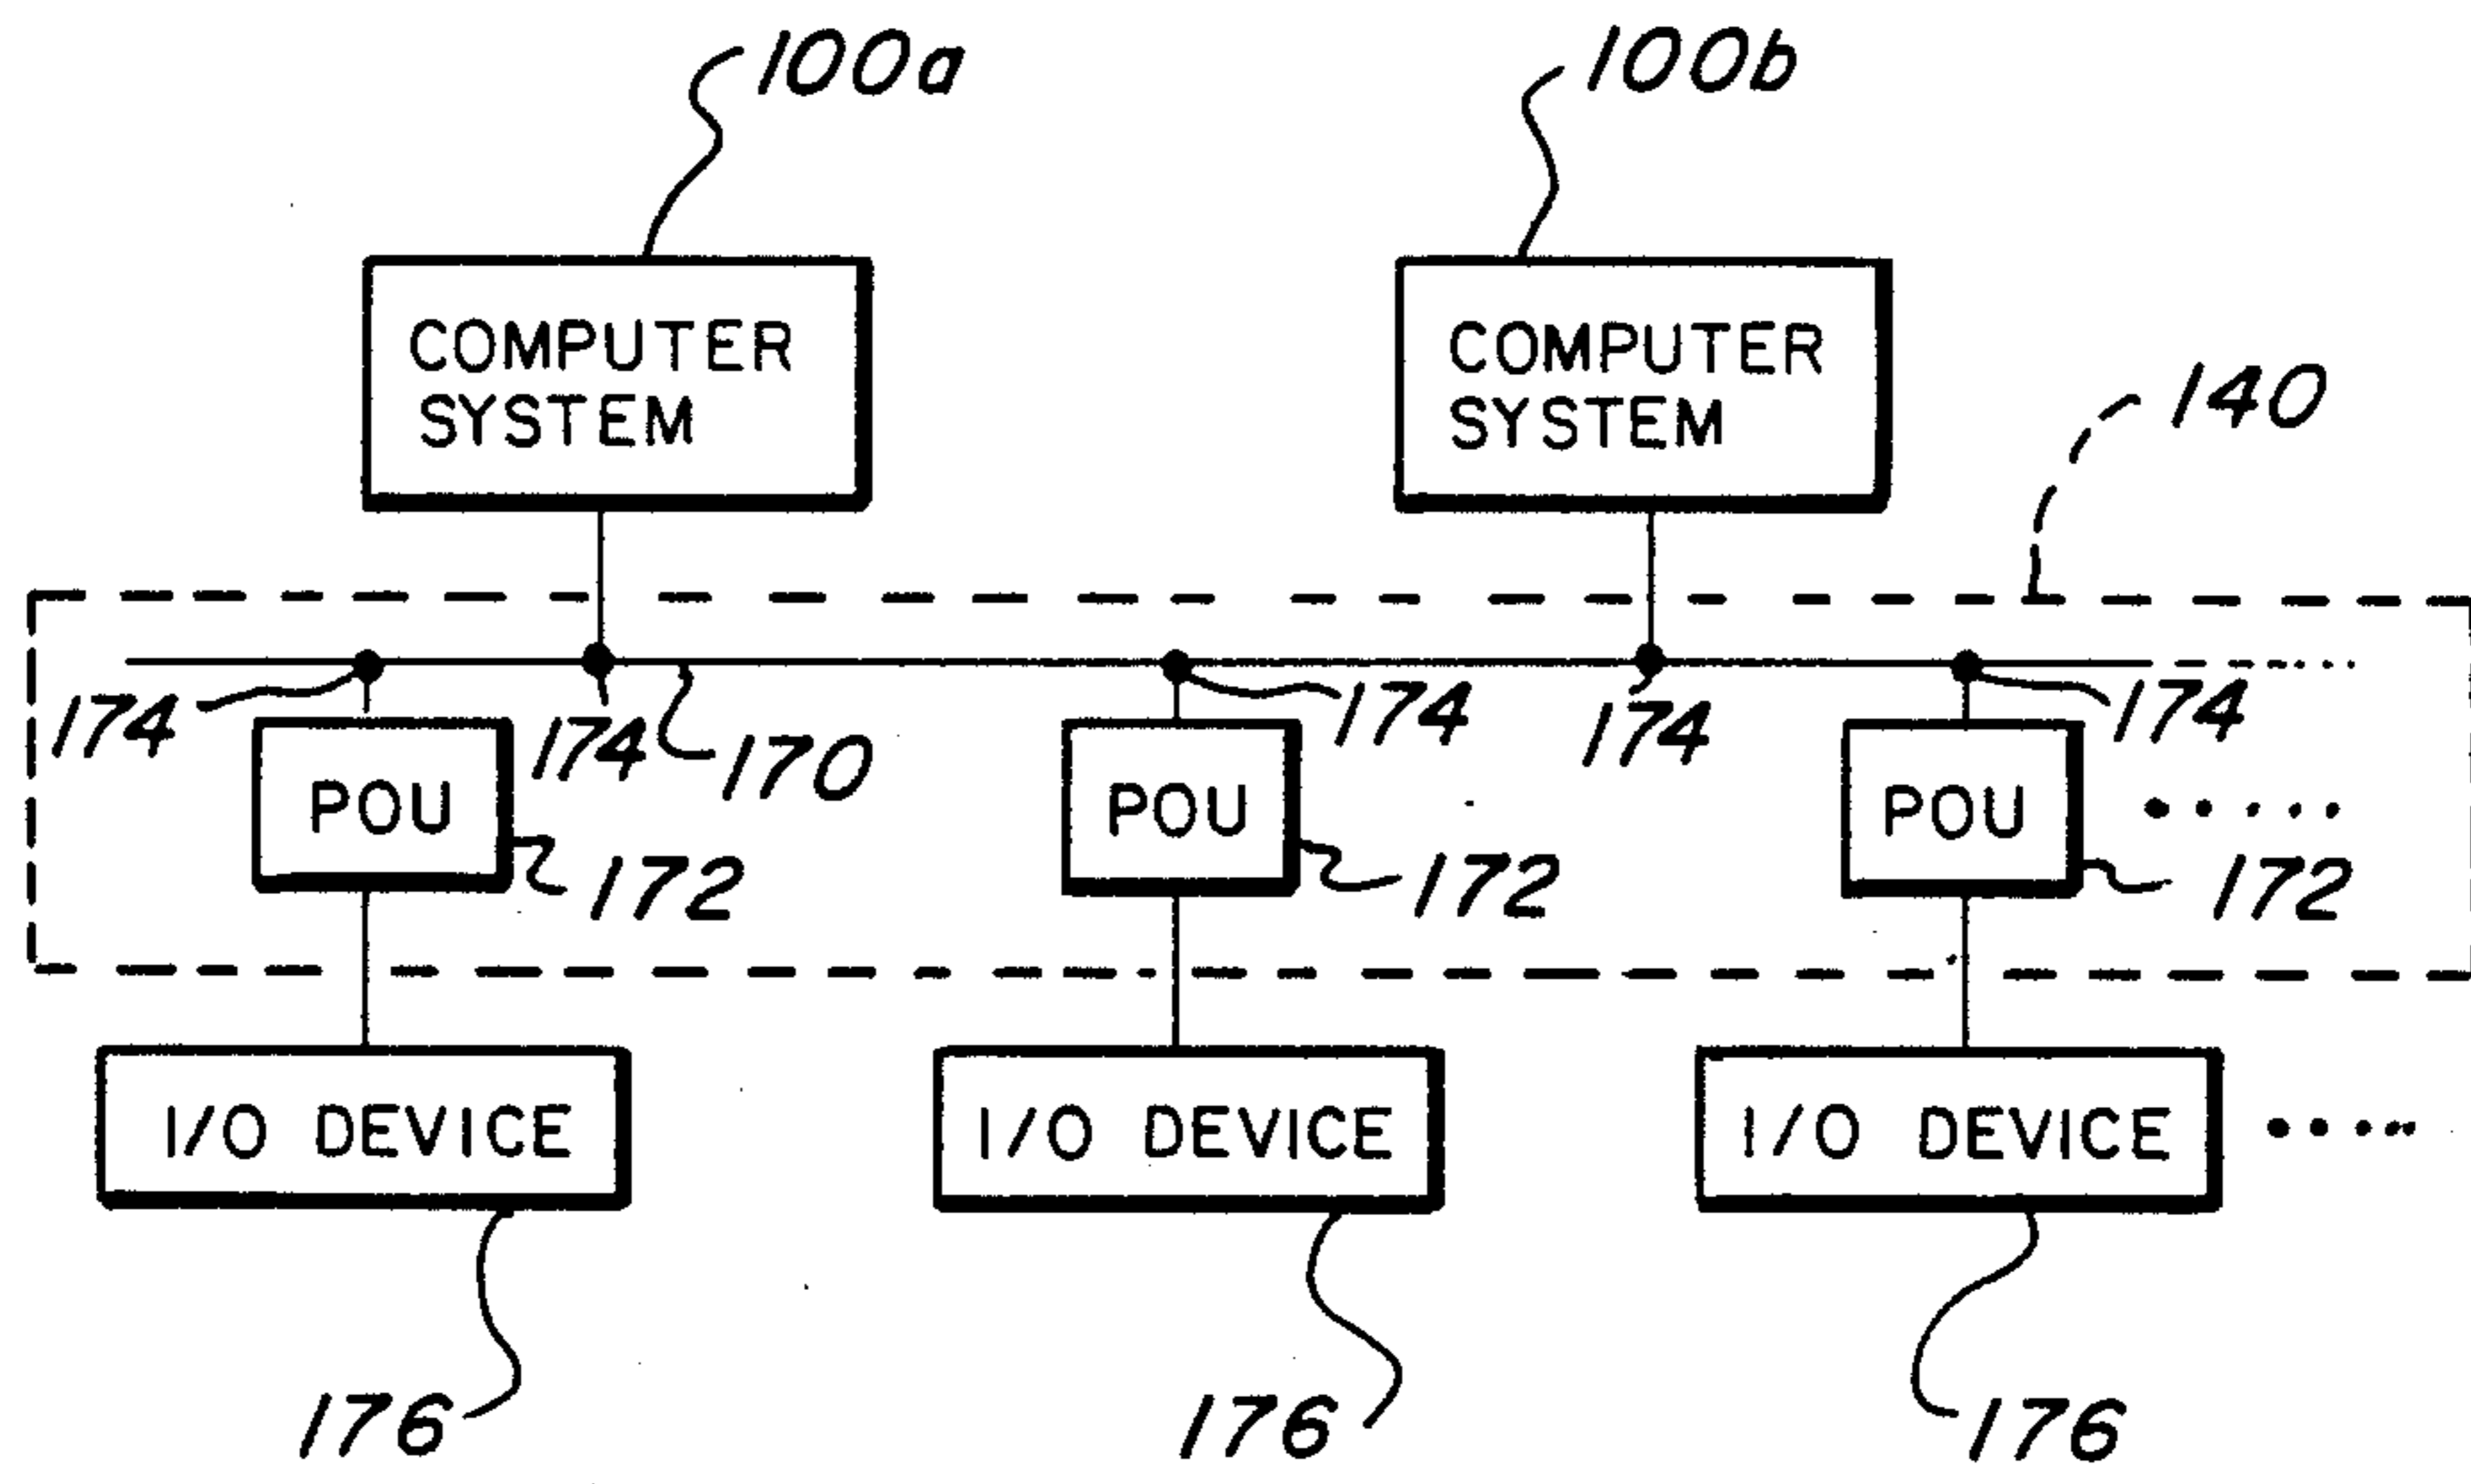 100a
100b
COMPUTER
SYSTEM
COMPUTER
SYSTEM
140
174
174
170
174
174
174
POU
172
POU
172
POU
172
I/O DEVICE
I/O DEVICE
I/O DEVICE
176
176
176